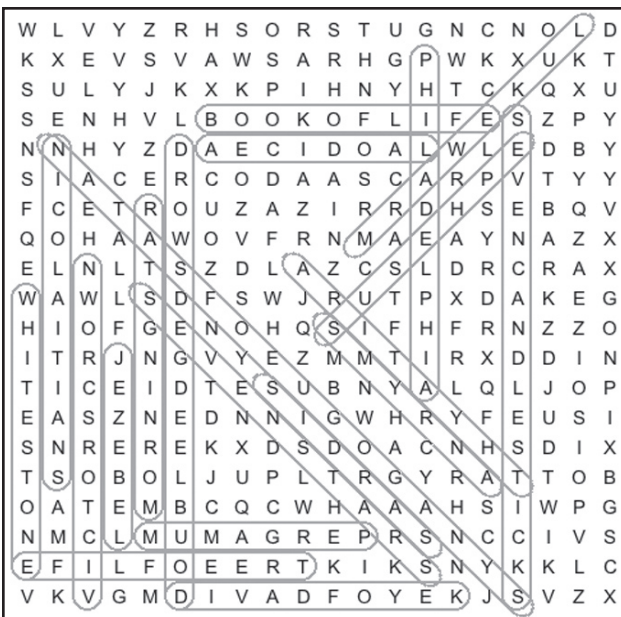 W L V Y Z R H S O R S T U G N C N O L D
K X E V S V A W S A R H G P W K X U K T
S U L Y J K X K P I H N Y H T C K Q X U
S E N H V L B O O K O F L I F E S Z P Y
N N H Y Z D A E C I D O A L W L E D B Y
S I A C E R C O D A A S C A R P V T Y Y
F C E T R O U Z A Z I R R D H S E B Q V
Q O H A A W O V F R N M A E A Y N A Z X
E L N L T S Z D L A Z C S L D R C R A X
W A W L S D F S W J R U T P X D A K E G
H I O F G E N O H Q S I F H F R N Z Z O
I T R J N G V Y E Z M M T I R X D D I N
T I C E I D T E S U B N Y A L Q L J O P
E A S Z N E D N N I G W H R Y F E U S I
S N R E R E K X D S D O A C N H S D I X
T S O B O L J U P L T R G Y R A T T O B
O A T E M B C Q C W H A A A H S I W P G
N M C L M U M A G R E P R S N C C I V S
E F I L F O E E R T K I K S N Y K K L C
V K V G M D I V A D F O Y E K J S V Z X